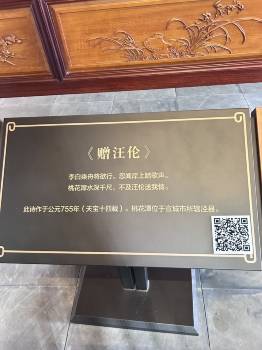 《赠汪伦》
李白乘舟将欲行，忽闻岸上踏歌声。
桃花潭水深千尺，不及汪伦送我情。
此诗作于公元755年（天宝十四载）。桃花潭位于宣城市所辖泾县。